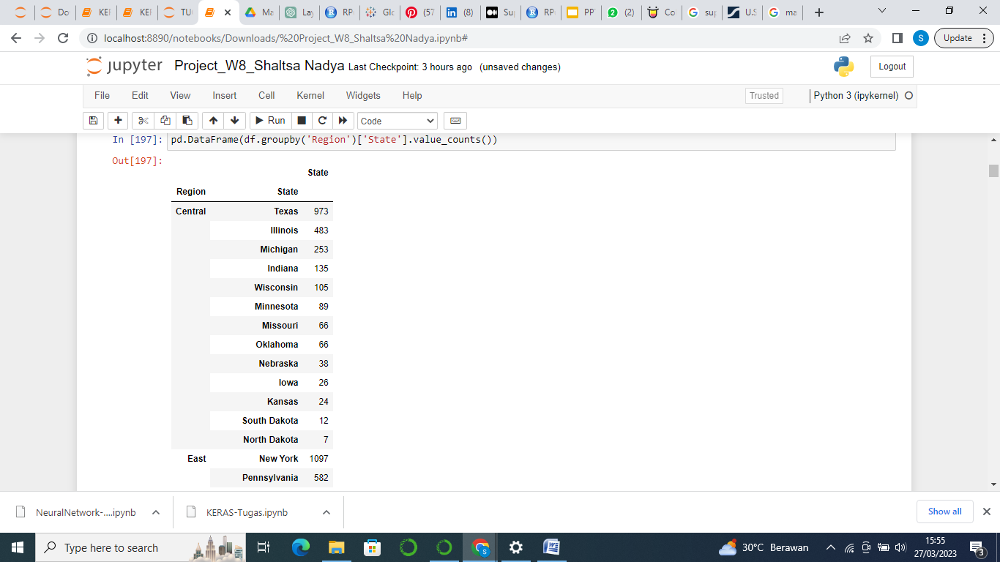 Do
KEF
KEF
TU
Ma
Lay
RP
Glo
(57
(8)
Sup
RP
PP
(2)
Co
sup
U.S
ma
localhost:8890/notebooks/Downloads/%20Project_W8_Shaltsa%20Nadya.ipynb#
S
Update
jupyter Project_W8_Shaltsa Nadya Last Checkpoint: 3 hours ago (unsaved changes)
Logout
File Edit View Insert Cell Kernel Widgets Help
Trusted
Python 3 (ipykernel)
Run
Code
In [197]: pd.DataFrame(df.groupby('Region')['State'].value_counts())
Out[197]:
State
Region State
Central Texas 973
Illinois 483
Michigan 253
Indiana 135
Wisconsin 105
Minnesota 89
Missouri 66
Oklahoma 66
Nebraska 38
Iowa 26
Kansas 24
South Dakota 12
North Dakota 7
East New York 1097
Pennsylvania 582
NeuralNetwork-....ipynb
KERAS-Tugas.ipynb
Show all
Type here to search
30°C Berawan
15:55
27/03/2023
3